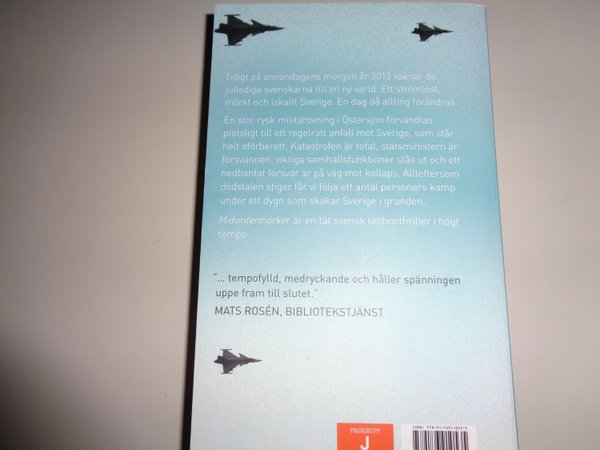 Tidigt på annandagens morgon år 2012 vaknar de
jullediga svenskarna till en ny värld. Ett strömlöst,
mörkt och iskallt Sverige. En dag då allting förändras.
En stor rysk militärövning i Östersjön förvandlas
plötsligt till ett regelrätt anfall mot Sverige, som står
helt oförberett. Katastrofen är total, statsministern är
försvunnen, viktiga samhällsfunktioner slås ut och ett
nedbantat försvar är på väg mot kollaps. Allteftersom
dödstalen stiger får vi följa ett antal personers kamp
under ett dygn som skakar Sverige i grunden.
Midvintermörker är en tät svensk technothriller i högt
tempo.
"... tempofylld, medryckande och håller spänningen
uppe fram till slutet."
MATS ROSÉN, BIBLIOTEKSTJÄNST
PRISGRUPP
J